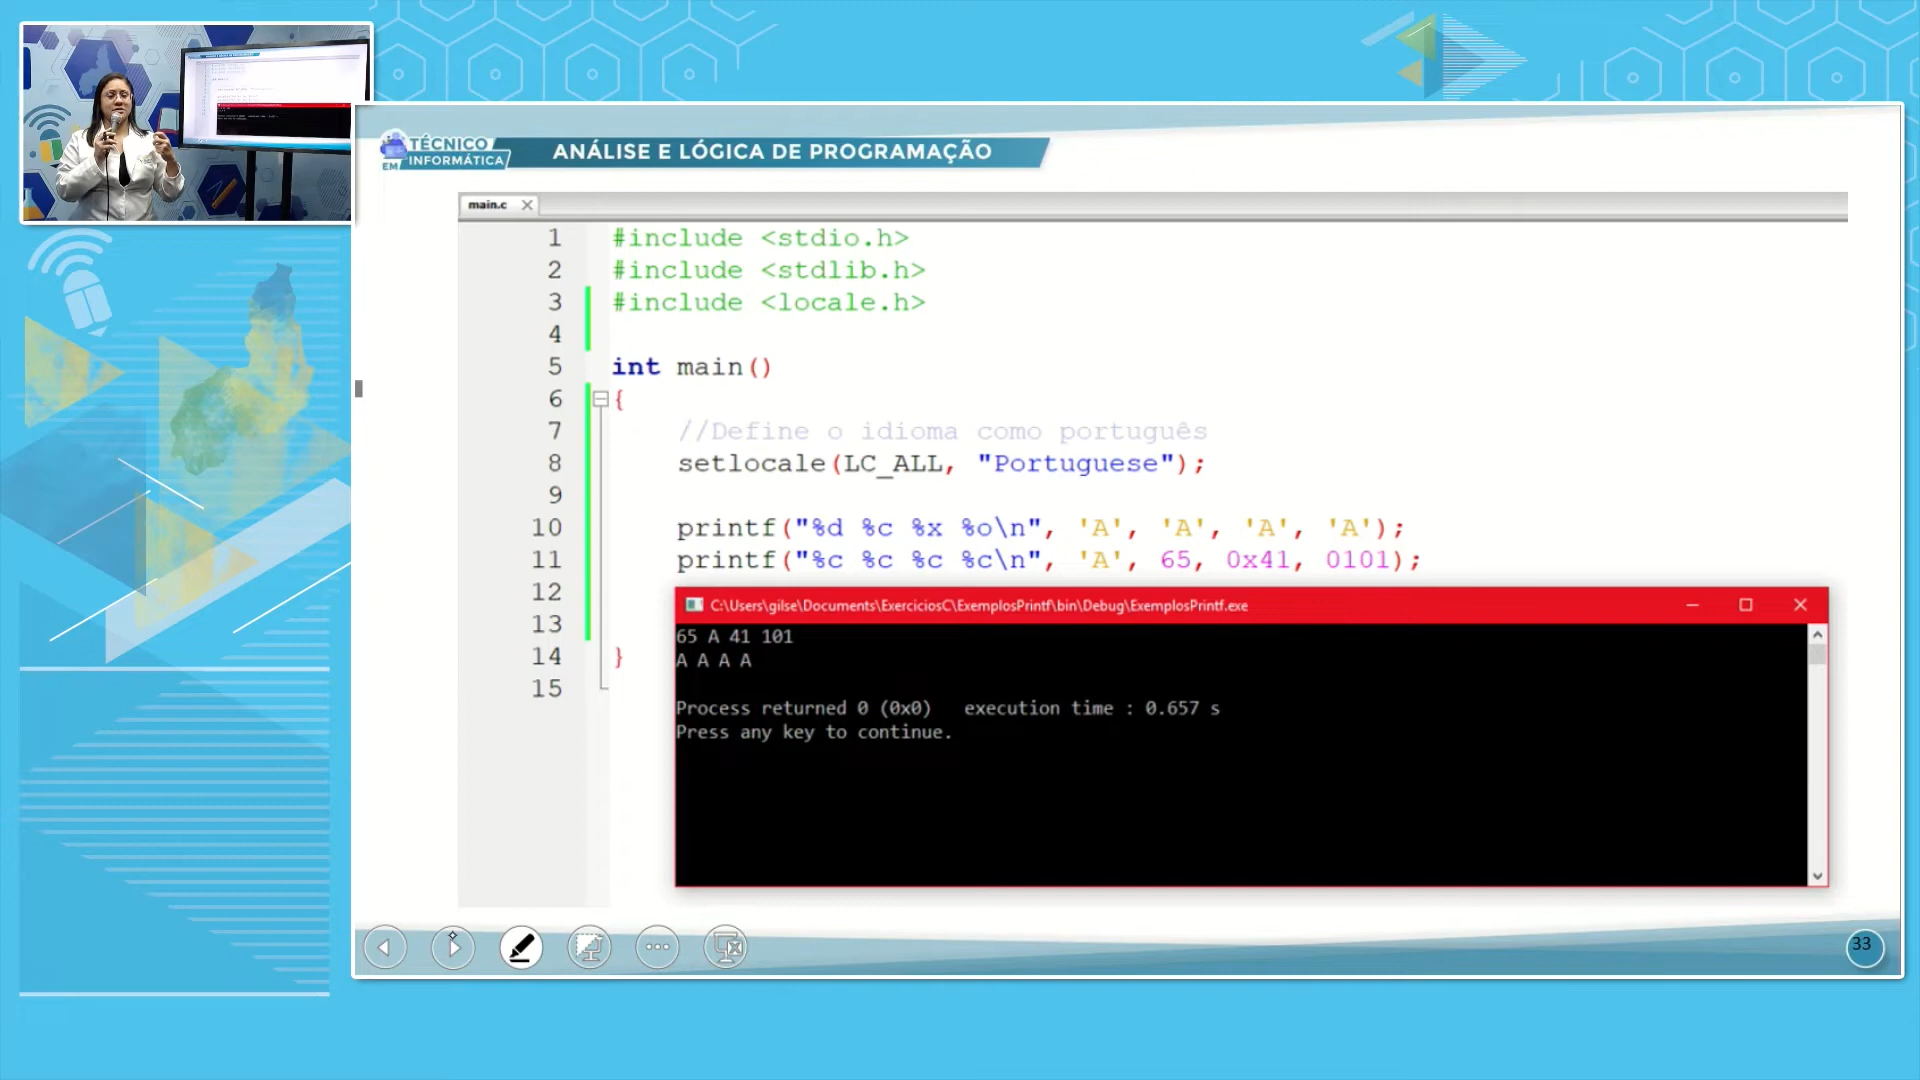 TÉCNICO
EM INFORMÁTICA
ANÁLISE E LÓGICA DE PROGRAMAÇÃO
main.c
1 #include <stdio.h>
2 #include <stdlib.h>
3 #include <locale.h>
4
5 int main()
6 {
7 //Define o idioma como português
8 setlocale(LC_ALL, "Portuguese");
9
10 printf("%d %c %x %o\n", 'A', 'A', 'A', 'A');
11 printf("%c %c %c %c\n", 'A', 65, 0x41, 0101);
12
13
14 }
15
C:\Users\gilse\Documents\ExerciciosC\ExemplosPrintf\bin\Debug\ExemplosPrintf.exe
65 A 41 101
A A A A
Process returned 0 (0x0) execution time : 0.657 s
Press any key to continue.
33